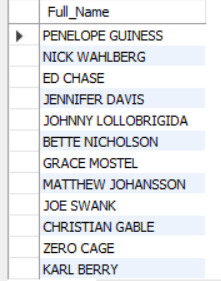 Full_Name
PENELOPE GUINESS
NICK WAHLBERG
ED CHASE
JENNIFER DAVIS
JOHNNY LOLLOBRIGIDA
BETTE NICHOLSON
GRACE MOSTEL
MATTHEW JOHANSSON
JOE SWANK
CHRISTIAN GABLE
ZERO CAGE
KARL BERRY